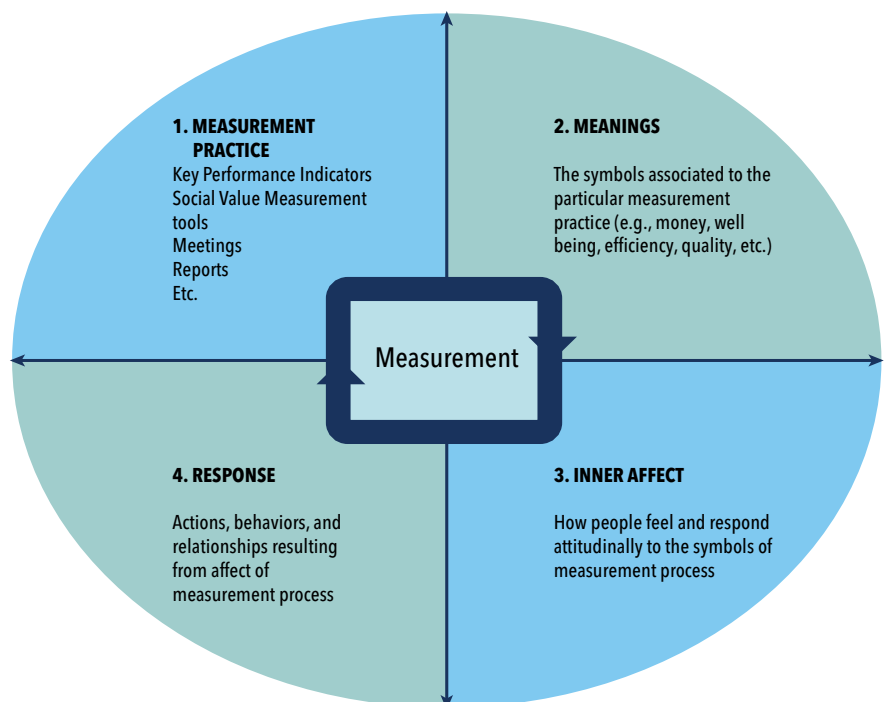 1. MEASUREMENT
PRACTICE
Key Performance Indicators
Social Value Measurement
tools
Meetings
Reports
Etc.
2. MEANINGS
The symbols associated to the
particular measurement
practice (e.g., money, well
being, efficiency, quality, etc.)
Measurement
4. RESPONSE
Actions, behaviors, and
relationships resulting
from affect of
measurement process
3. INNER AFFECT
How people feel and respond
attitudinally to the symbols of
measurement process